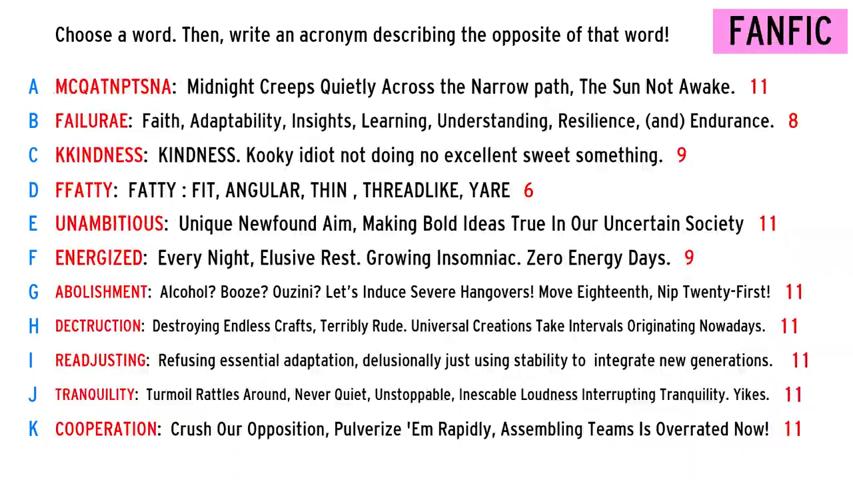 Choose a word. Then, write an acronym describing the opposite of that word!
FANFIC
A MCQATNPTSNA: Midnight Creeps Quietly Across the Narrow path, The Sun Not Awake. 11
B FAILURAE: Faith, Adaptability, Insights, Learning, Understanding, Resilience, (and) Endurance. 8
C KKINDNESS: KINDNESS. Kooky idiot not doing no excellent sweet something. 9
D FFATTY: FATTY : FIT, ANGULAR, THIN , THREADLIKE, YARE 6
E UNAMBITIOUS: Unique Newfound Aim, Making Bold Ideas True In Our Uncertain Society 11
F ENERGIZED: Every Night, Elusive Rest. Growing Insomniac. Zero Energy Days. 9
G ABOLISHMENT: Alcohol? Booze? Ouzini? Let's Induce Severe Hangovers! Move Eighteenth, Nip Twenty-First! 11
H DECTRUCTION: Destroying Endless Crafts, Terribly Rude. Universal Creations Take Intervals Originating Nowadays. 11
I READJUSTING: Refusing essential adaptation, delusionally just using stability to integrate new generations. 11
J TRANQUILITY: Turmoil Rattles Around, Never Quiet, Unstoppable, Inescable Loudness Interrupting Tranquility. Yikes. 11
K COOPERATION: Crush Our Opposition, Pulverize 'Em Rapidly, Assembling Teams Is Overrated Now! 11